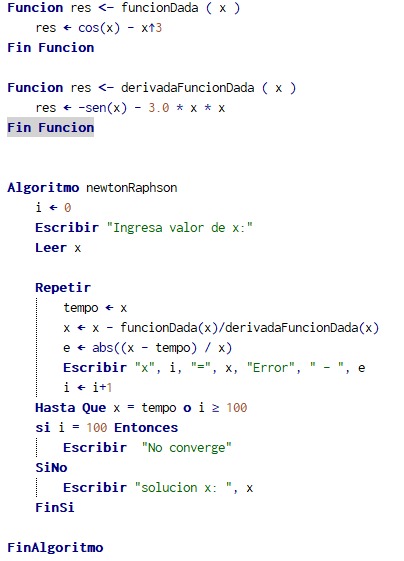 Funcion res <- funcionDada ( x )
res ← cos(x) - x↑3
Fin Funcion
Funcion res <- derivadaFuncionDada ( x )
res ← -sen(x) - 3.0 * x * x
Fin Funcion
Algoritmo newtonRaphson
i ← 0
Escribir "Ingresa valor de x:"
Leer x
Repetir
tempo ← x
x ← x - funcionDada(x)/derivadaFuncionDada(x)
e ← abs((x - tempo) / x)
Escribir "x", i, "=", x, "Error", " - ", e
i ← i+1
Hasta Que x = tempo o i ≥ 100
si i = 100 Entonces
Escribir "No converge"
SiNo
Escribir "solucion x: ", x
FinSi
FinAlgoritmo